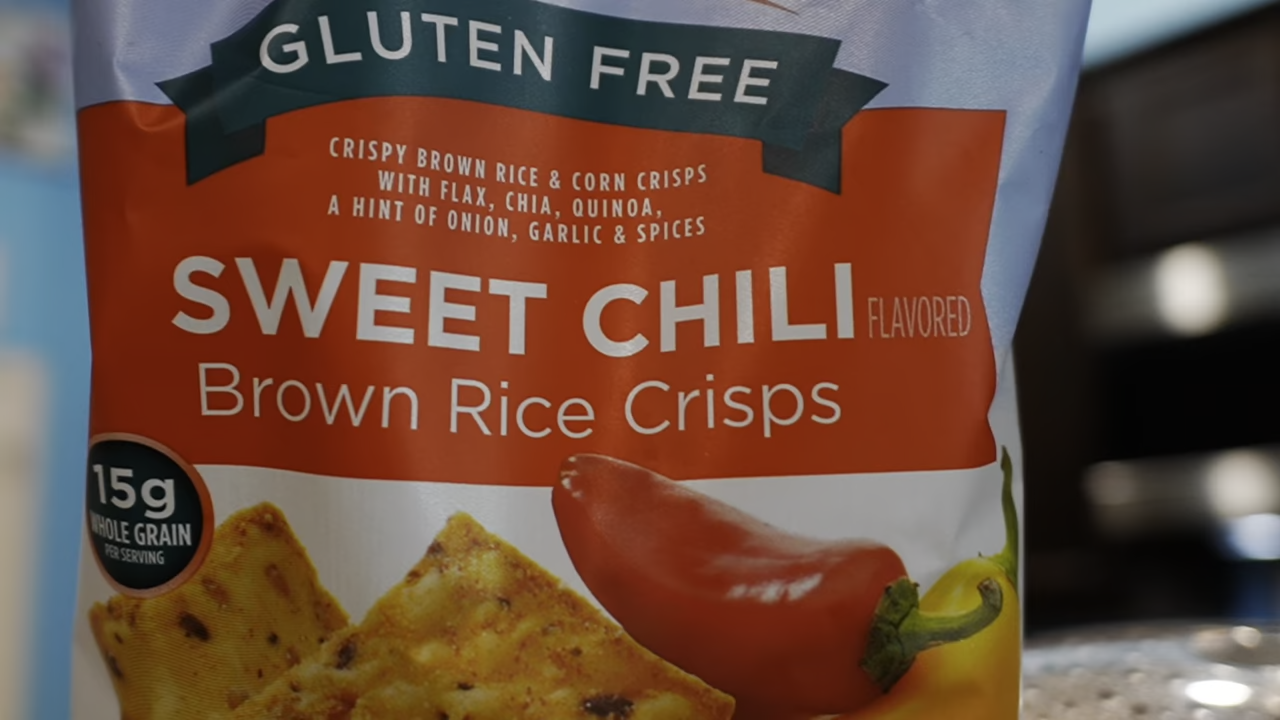 GLUTEN FREE
CRISPY BROWN RICE & CORN CRISPS
WITH FLAX, CHIA, QUINOA,
A HINT OF ONION, GARLIC & SPICES
SWEET CHILI FLAVORED
Brown Rice Crisps
15g
WHOLE GRAIN
PER SERVING